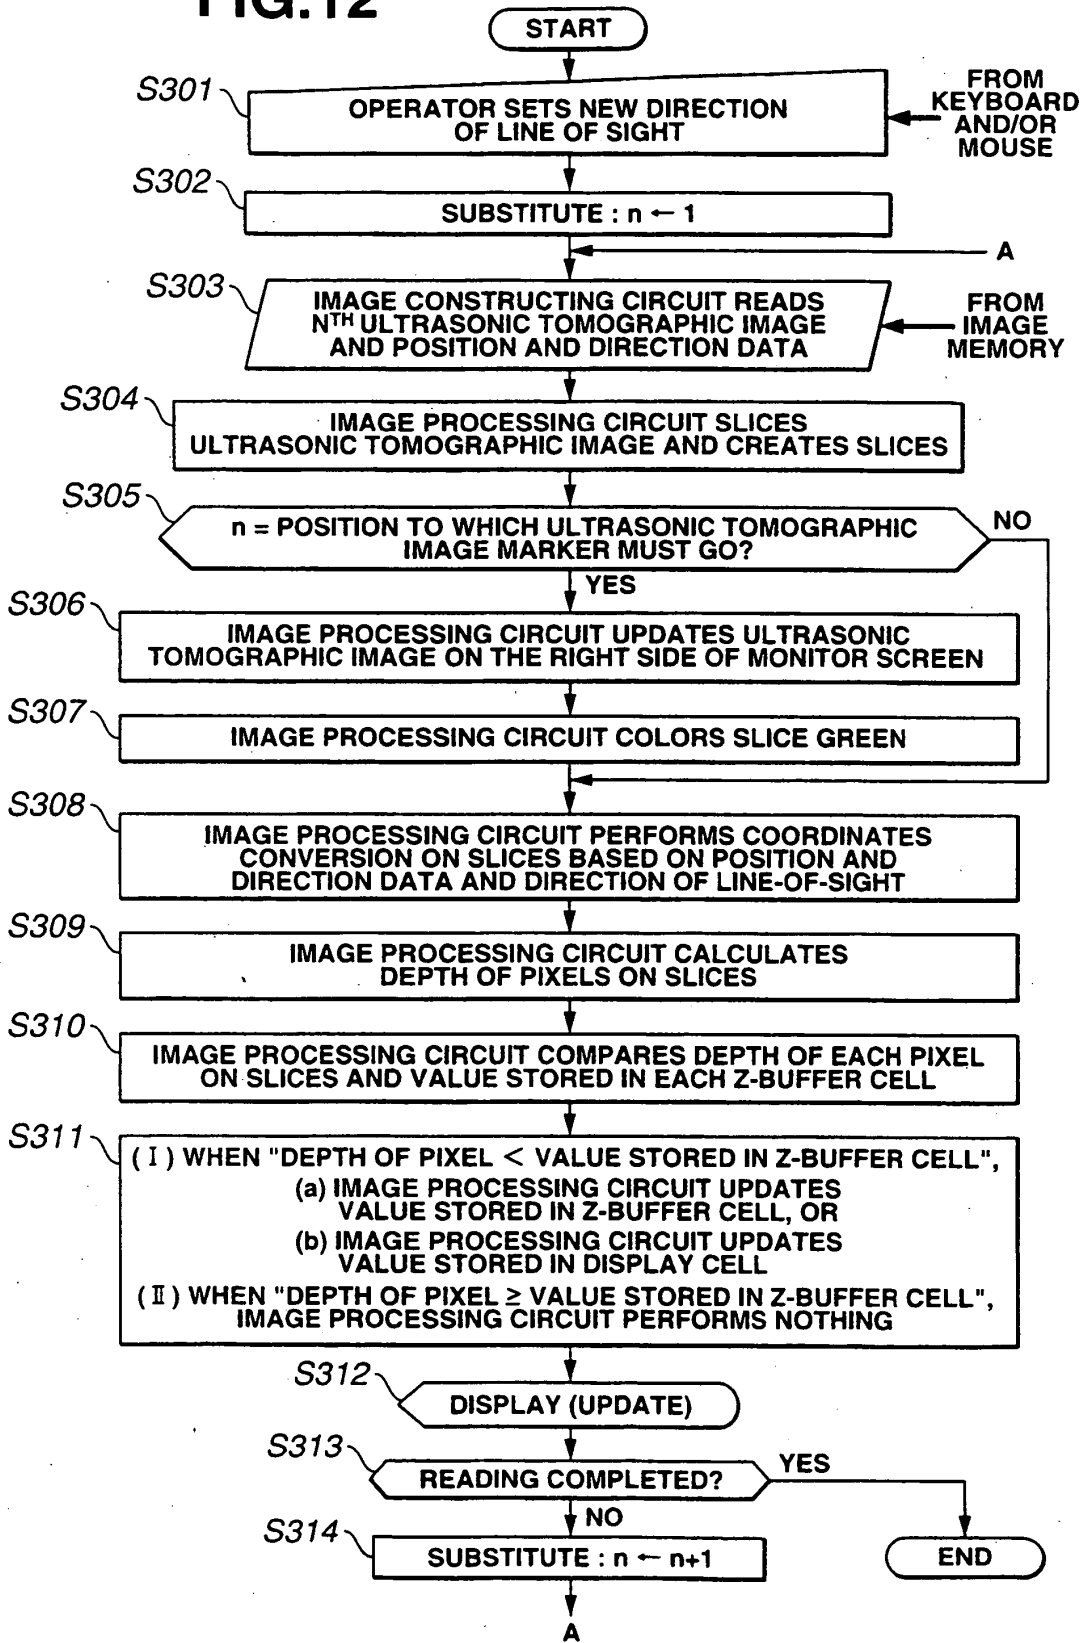 FIG.12
START
S301
OPERATOR SETS NEW DIRECTION
OF LINE OF SIGHT
FROM
KEYBOARD
AND/OR
MOUSE
S302
SUBSTITUTE : n ← 1
A
S303
IMAGE CONSTRUCTING CIRCUIT READS
NTH ULTRASONIC TOMOGRAPHIC IMAGE
AND POSITION AND DIRECTION DATA
FROM
IMAGE
MEMORY
S304
IMAGE PROCESSING CIRCUIT SLICES
ULTRASONIC TOMOGRAPHIC IMAGE AND CREATES SLICES
S305
n = POSITION TO WHICH ULTRASONIC TOMOGRAPHIC
IMAGE MARKER MUST GO?
NO
YES
S306
IMAGE PROCESSING CIRCUIT UPDATES ULTRASONIC
TOMOGRAPHIC IMAGE ON THE RIGHT SIDE OF MONITOR SCREEN
S307
IMAGE PROCESSING CIRCUIT COLORS SLICE GREEN
S308
IMAGE PROCESSING CIRCUIT PERFORMS COORDINATES
CONVERSION ON SLICES BASED ON POSITION AND
DIRECTION DATA AND DIRECTION OF LINE-OF-SIGHT
S309
IMAGE PROCESSING CIRCUIT CALCULATES
DEPTH OF PIXELS ON SLICES
S310
IMAGE PROCESSING CIRCUIT COMPARES DEPTH OF EACH PIXEL
ON SLICES AND VALUE STORED IN EACH Z-BUFFER CELL
S311
(I) WHEN "DEPTH OF PIXEL < VALUE STORED IN Z-BUFFER CELL",
(a) IMAGE PROCESSING CIRCUIT UPDATES
VALUE STORED IN Z-BUFFER CELL, OR
(b) IMAGE PROCESSING CIRCUIT UPDATES
VALUE STORED IN DISPLAY CELL
(II) WHEN "DEPTH OF PIXEL ≥ VALUE STORED IN Z-BUFFER CELL",
IMAGE PROCESSING CIRCUIT PERFORMS NOTHING
S312
DISPLAY (UPDATE)
S313
READING COMPLETED?
YES
NO
S314
SUBSTITUTE : n ← n+1
END
A